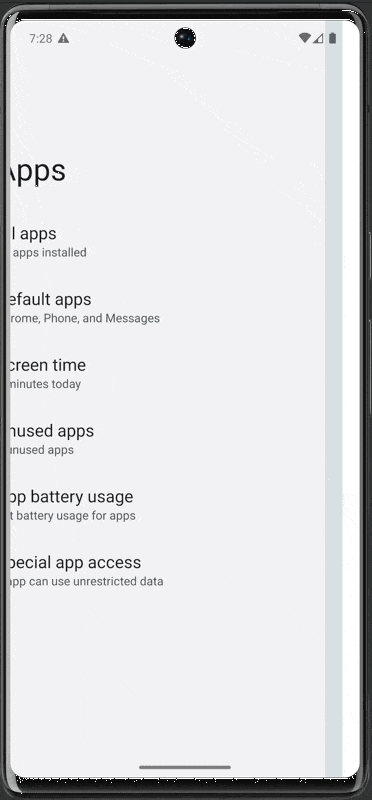 7:28
Apps
l apps
apps installed
efault apps
rome, Phone, and Messages
creen time
minutes today
nused apps
unused apps
pp battery usage
t battery usage for apps
pecial app access
app can use unrestricted data